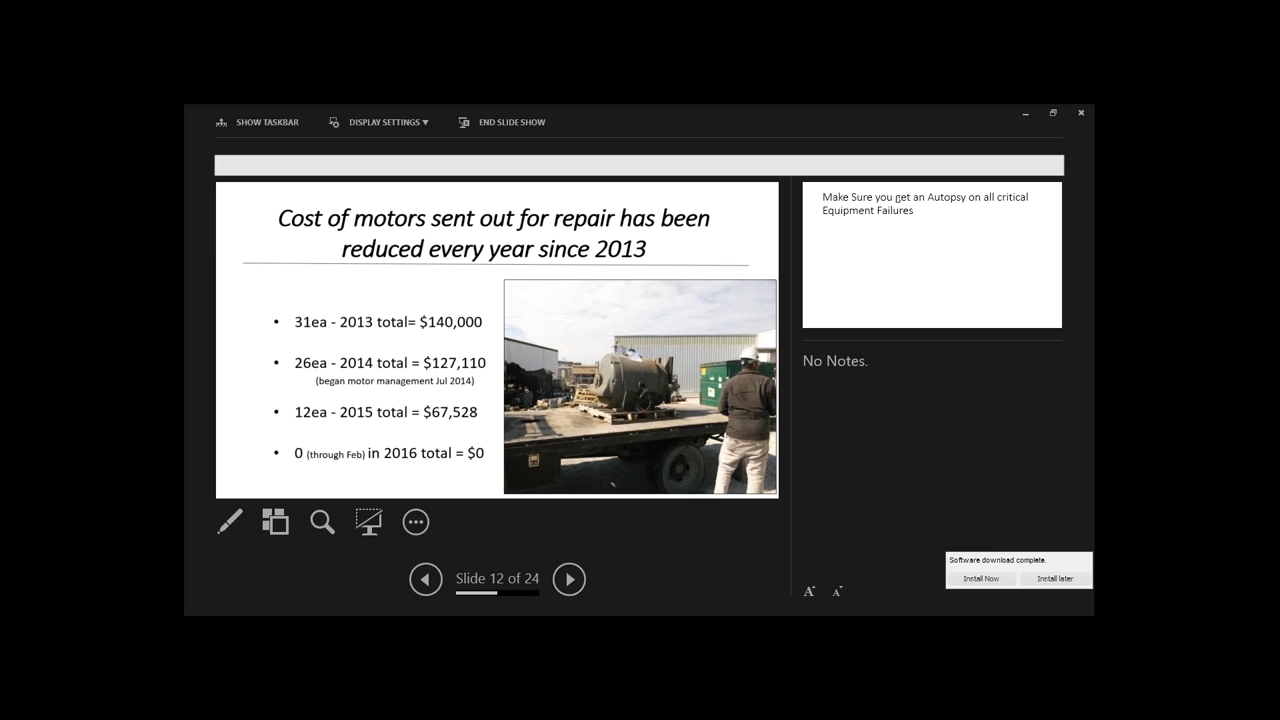 SHOW TASKBAR
DISPLAY SETTINGS ▼
END SLIDE SHOW
Cost of motors sent out for repair has been
reduced every year since 2013
• 31ea - 2013 total= $140,000
• 26ea - 2014 total = $127,110
(began motor management Jul 2014)
• 12ea - 2015 total = $67,528
• 0 (through Feb) in 2016 total = $0
Make Sure you get an Autopsy on all critical
Equipment Failures
No Notes.
Slide 12 of 24
Software download complete.
Install Now
Install later
A A